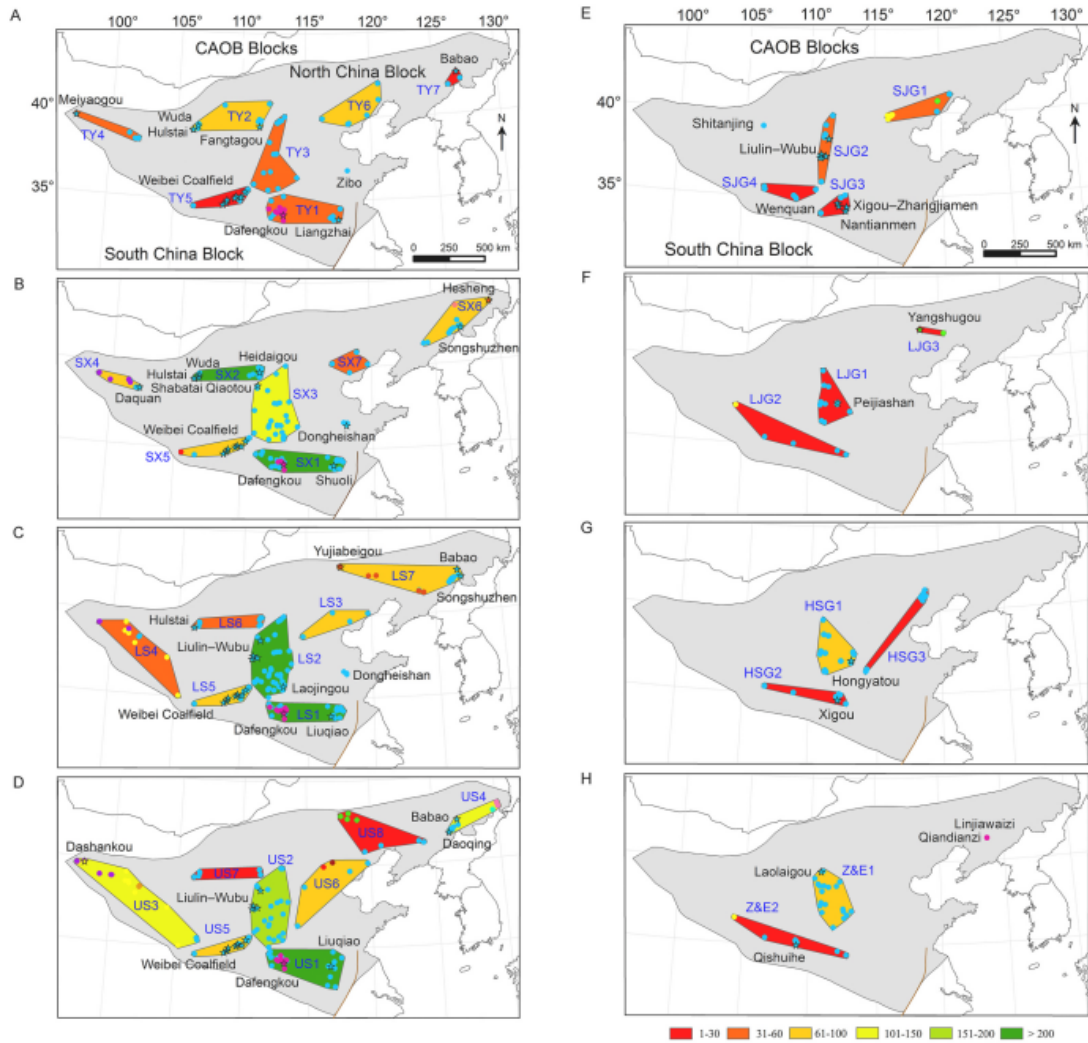 A
100° 105° 110° 115° 120° 125° 130°
CAOB Blocks
North China Block
Babao
TY7
40°
Meiyaogou
Wuda
Hulstai
TY2
TY6
TY4
Fangtagou
N
TY3
Weibei Coalfield
Zibo
35°
TY5
TY1
Dafengkou
Liangzhai
South China Block
0 250 500 km
B
Hesheng
SX6
Songshuzhen
SX4
Wuda
Heidaigou
Hulstai
SX2
SX7
Shabatai Qiaotou
SX3
Daquan
Weibei Coalfield
Dongheishan
SX5
SX1
Dafengkou
Shuoli
C
Yujiabeigou
Babao
LS7
Songshuzhen
Hulstai
LS6
LS3
Liulin–Wubu
LS4
LS2
LS5
Laojingou
Dongheishan
Weibei Coalfield
LS1
Dafengkou
Liuqiao
D
US4
Babao
US8
Daoqing
Dashankou
US7
US2
Liulin–Wubu
US6
US3
US5
Liuqiao
Weibei Coalfield
US1
Dafengkou
E
100° 105° 110° 115° 120° 125° 130°
CAOB Blocks
SJG1
40°
Shitanjing
N
Liulin–Wubu
SJG2
SJG4
SJG3
35°
Wenquan
Xigou–Zhangjiamen
Nantianmen
South China Block
0 250 500 km
F
Yangshugou
LJG3
LJG1
LJG2
Peijiashan
G
HSG1
HSG3
HSG2
Hongyatou
Xigou
H
Linjiawaizi
Qiandianzi
Laolaigou
Z&E1
Z&E2
Qishuihe
1-30 31-60 61-100 101-150 151-200 > 200